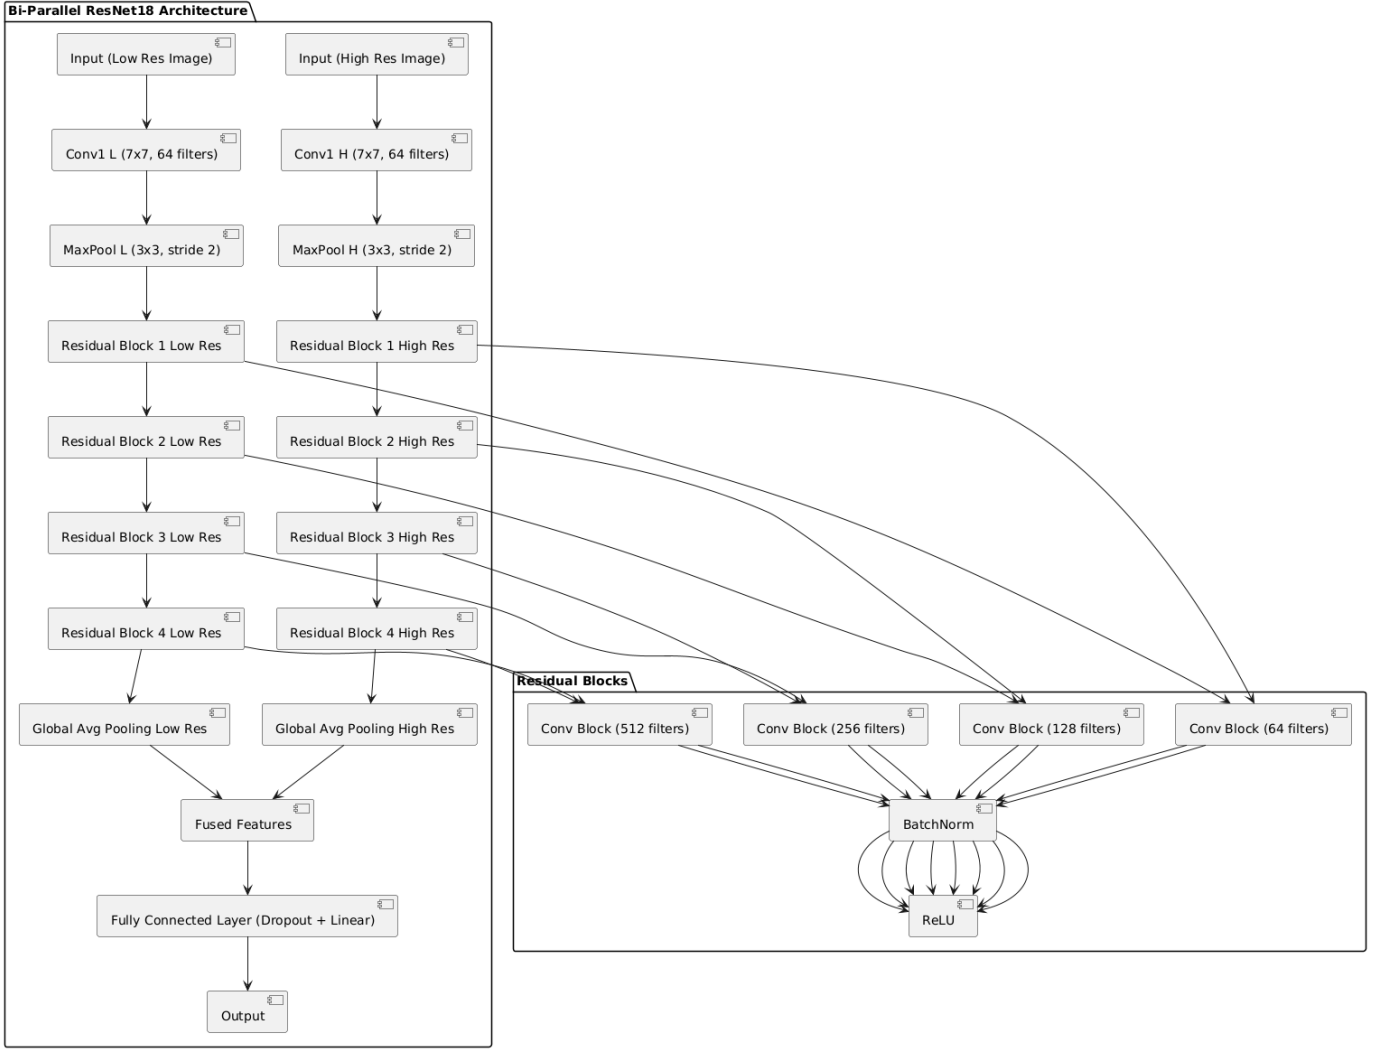 Bi-Parallel ResNet18 Architecture
Input (Low Res Image)
Input (High Res Image)
Conv1 L (7x7, 64 filters)
Conv1 H (7x7, 64 filters)
MaxPool L (3x3, stride 2)
MaxPool H (3x3, stride 2)
Residual Block 1 Low Res
Residual Block 1 High Res
Residual Block 2 Low Res
Residual Block 2 High Res
Residual Block 3 Low Res
Residual Block 3 High Res
Residual Block 4 Low Res
Residual Block 4 High Res
Global Avg Pooling Low Res
Global Avg Pooling High Res
Fused Features
Fully Connected Layer (Dropout + Linear)
Output
Residual Blocks
Conv Block (512 filters)
Conv Block (256 filters)
Conv Block (128 filters)
Conv Block (64 filters)
BatchNorm
ReLU